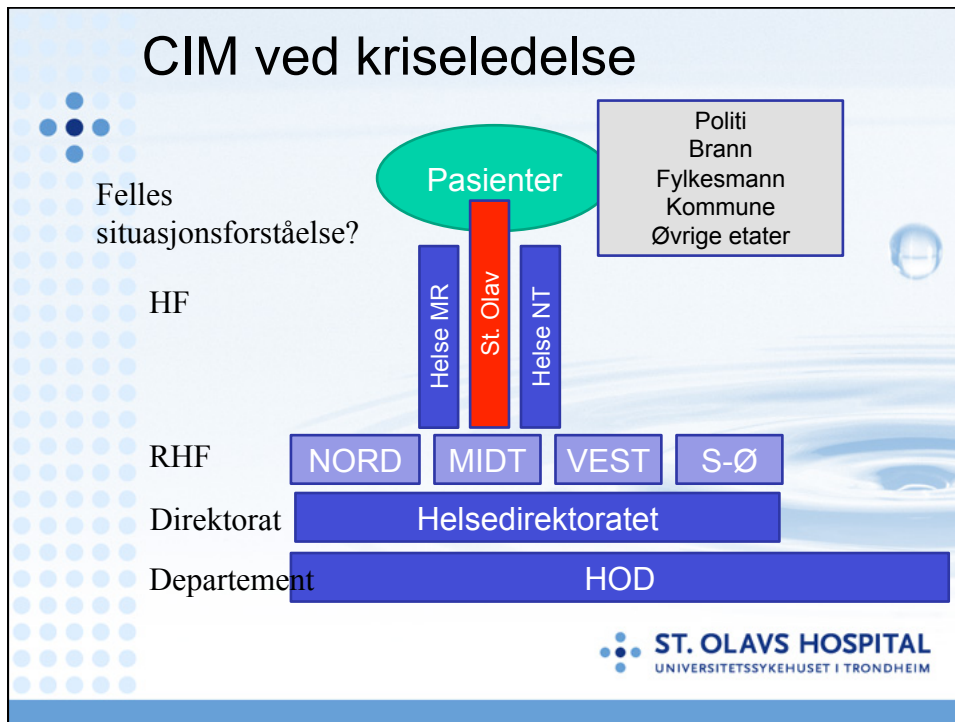 CIM ved kriseledelse
Politi
Brann
Fylkesmann
Kommune
Øvrige etater
Pasienter
Felles
situasjonsforståelse?
HF
Helse MR
St. Olav
Helse NT
RHF
NORD
MIDT
VEST
S-Ø
Direktorat
Helsedirektoratet
Departement
HOD
ST. OLAVS HOSPITAL
UNIVERSITETSSYKEHUSET I TRONDHEIM